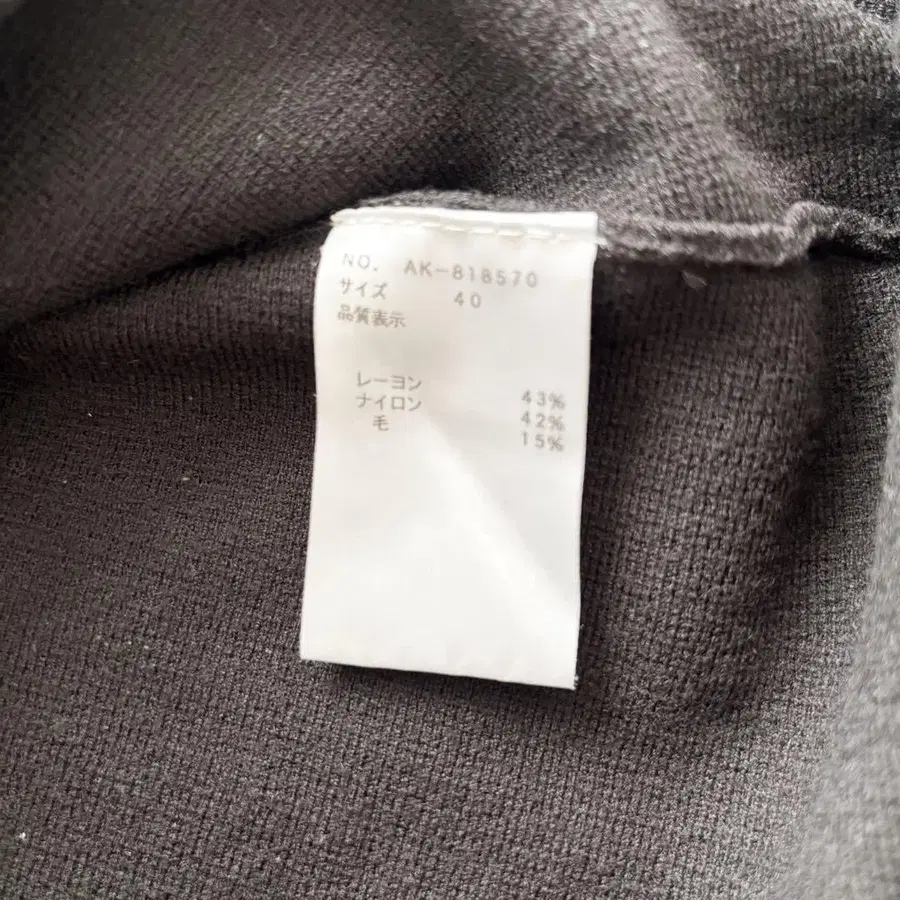 NO. AK-818570
サイズ 40
品質表示
レーヨン 43%
ナイロン 42%
毛 15%